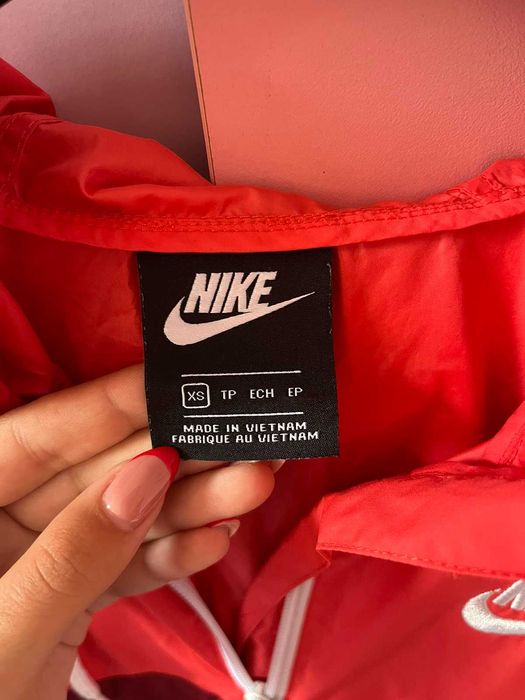 NIKE
XS TP ECH EP
MADE IN VIETNAM
FABRIQUE AU VIETNAM